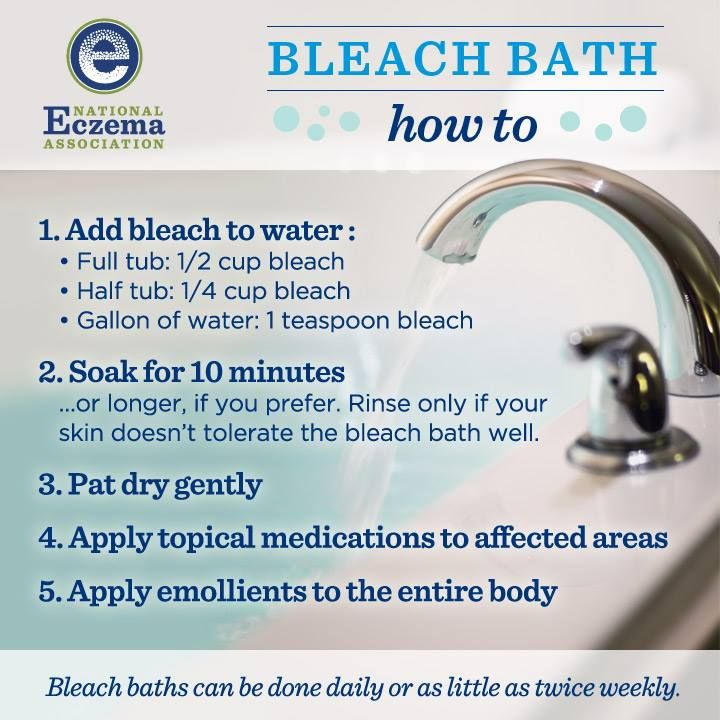 NATIONAL
Eczema
ASSOCIATION
BLEACH BATH
how to
1. Add bleach to water :
• Full tub: 1/2 cup bleach
• Half tub: 1/4 cup bleach
• Gallon of water: 1 teaspoon bleach
2. Soak for 10 minutes
...or longer, if you prefer. Rinse only if your
skin doesn't tolerate the bleach bath well.
3. Pat dry gently
4. Apply topical medications to affected areas
5. Apply emollients to the entire body
Bleach baths can be done daily or as little as twice weekly.